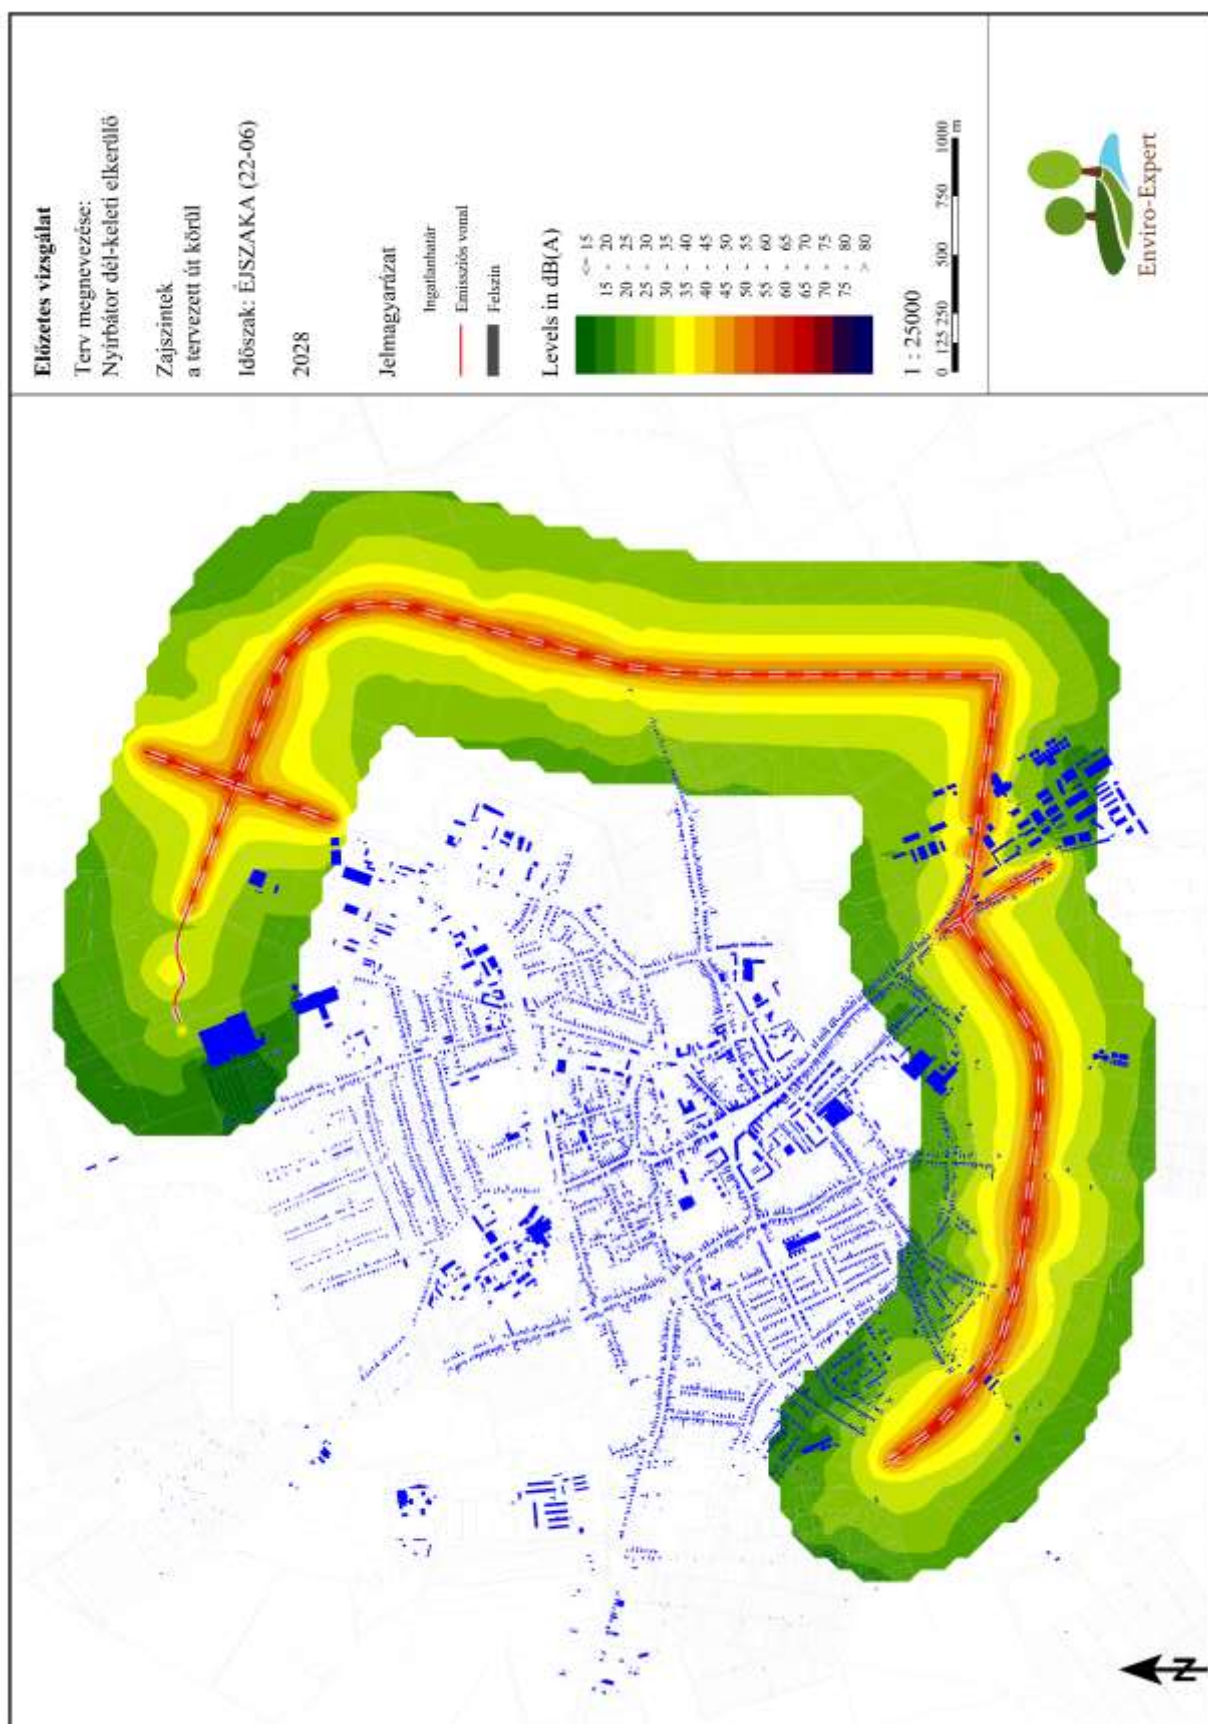 Előzetes vizsgálat
Terv megnevezése:
Nyírbátor dél-keleti elkerülő
Zajszintek
a tervezett út körül
Időszak: ÉJSZAKA (22-06)
2028
Jelmagyarázat
Ingatlanhatár
Emissziós vonal
Felszín
Levels in dB(A)
<= 15
15 - 20
20 - 25
25 - 30
30 - 35
35 - 40
40 - 45
45 - 50
50 - 55
55 - 60
60 - 65
65 - 70
70 - 75
75 - 80
> 80
1 : 25000
0 125 250 500 750 1000
m
Enviro-Expert
N